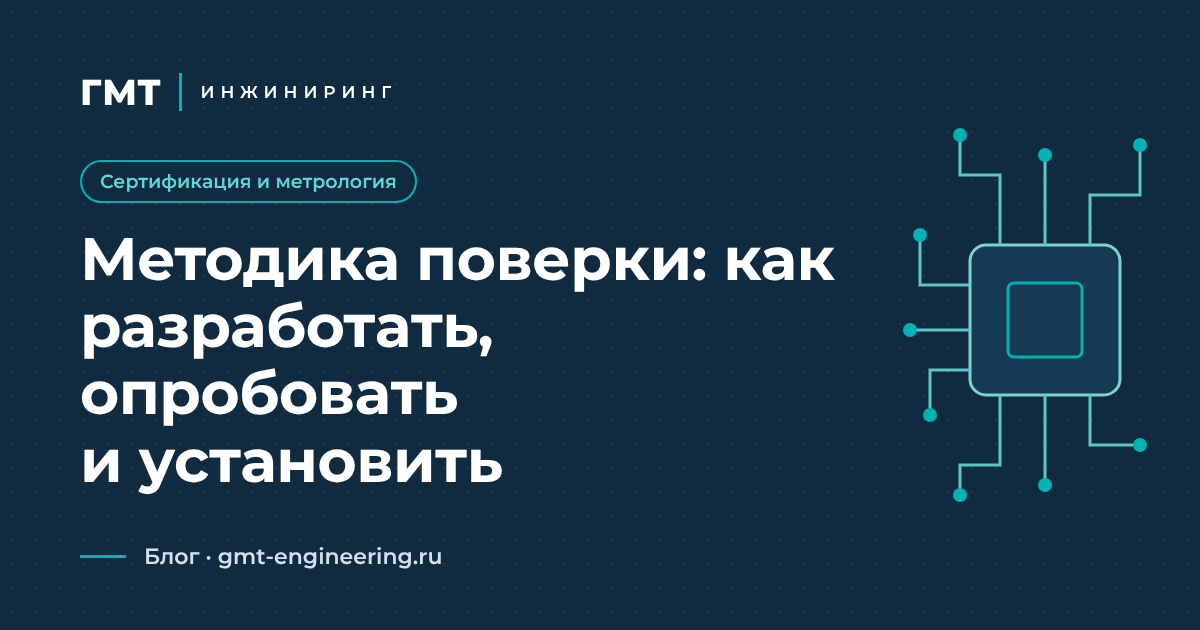 ГМТ ИНЖИНИРИНГ
Сертификация и метрология
Методика поверки: как
разработать,
опробовать
и установить
Блог · gmt-engineering.ru